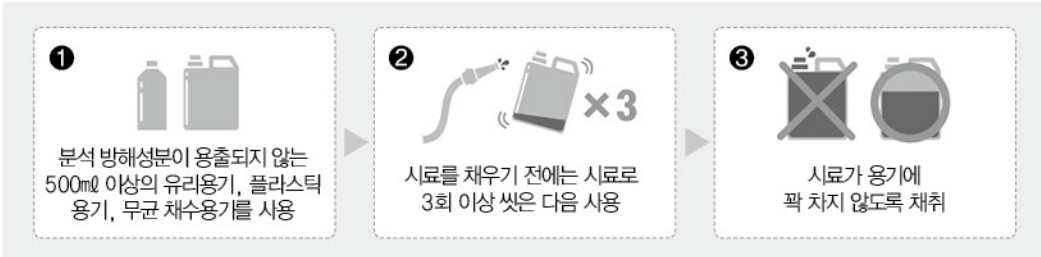 ❶
분석 방해성분이 용출되지 않는
500㎖ 이상의 유리용기, 플라스틱
용기, 무균 채수용기를 사용
❷
×3
시료를 채우기 전에는 시료로
3회 이상 씻은 다음 사용
❸
시료가 용기에
꽉 차지 않도록 채취